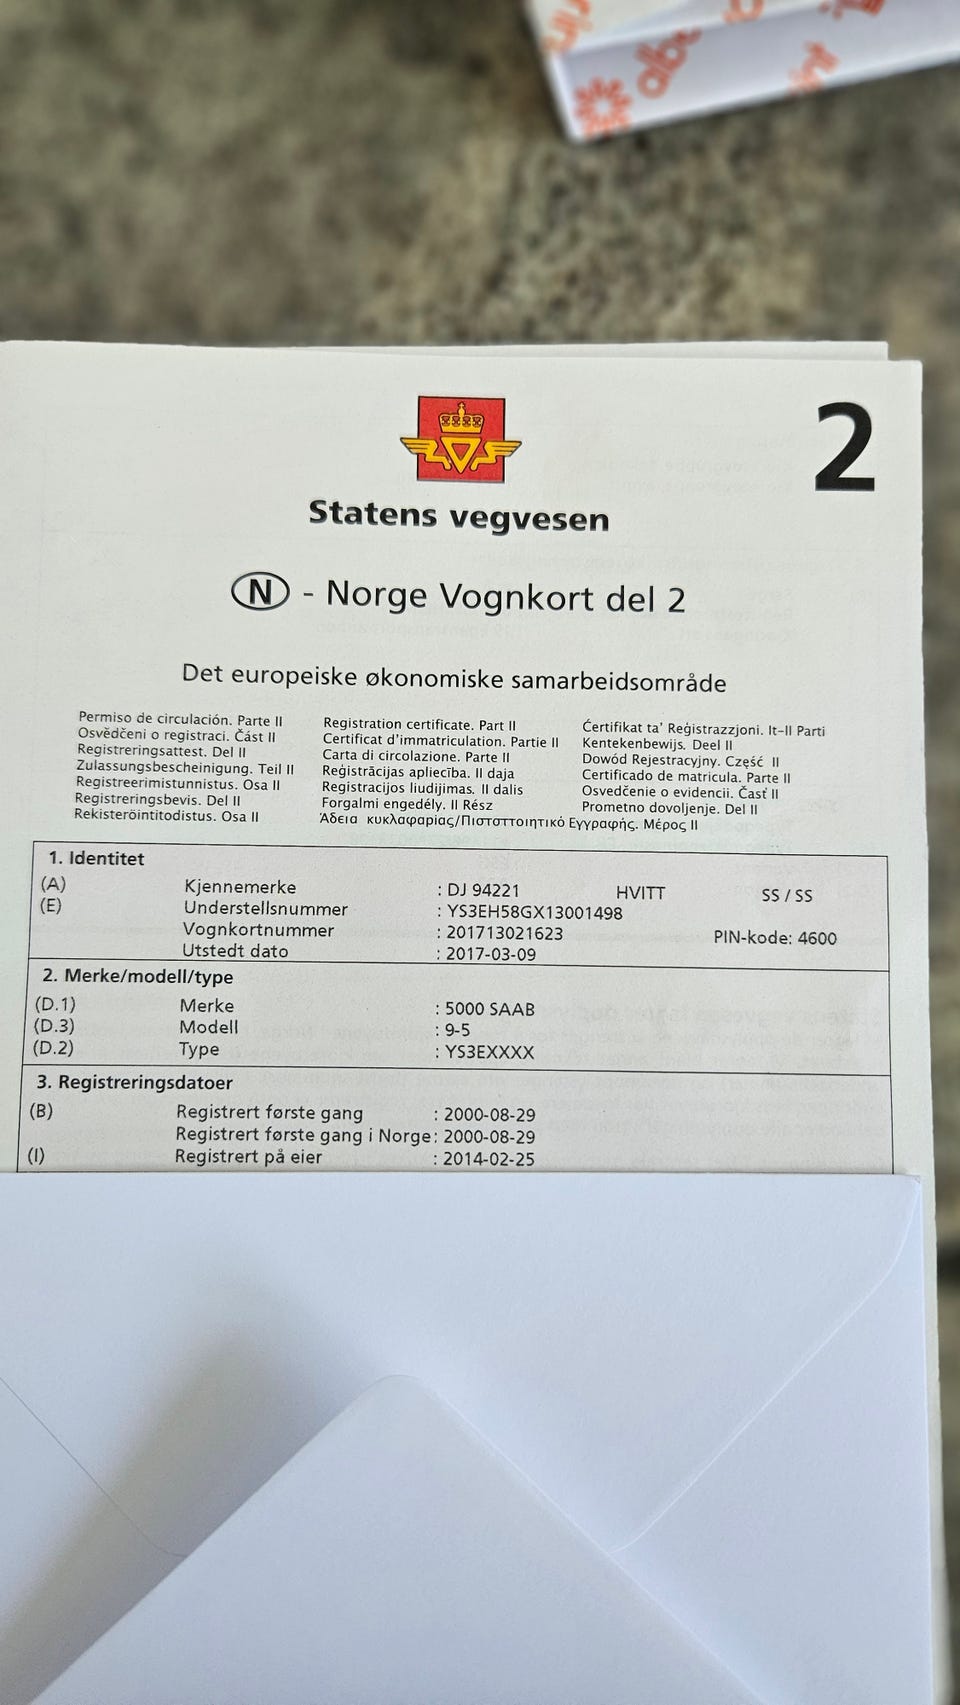 2
Statens vegvesen
N - Norge Vognkort del 2
Det europeiske økonomiske samarbeidsområde
Permiso de circulación. Parte II
Osvědčeni o registraci. Část II
Registreringsattest. Del II
Zulassungsbescheinigung. Teil II
Registreerimistunnistus. Osa II
Registreringsbevis. Del II
Rekisteröintitodistus. Osa II
Registration certificate. Part II
Certificat d'immatriculation. Partie II
Carta di circolazione. Parte II
Reģistrācijas apliecība. II daja
Registracijos liudijimas. II dalis
Forgalmi engedély. II Rész
Άδεια κυκλαφαρίας/Πιοτοττοιητικό Εγγραφής. Μέρος II
Ċertifikat ta' Reġistrazzjoni. It-II Parti
Kentekenbewijs. Deel II
Dowód Rejestracyjny. Część II
Certificado de matricula. Parte II
Osvedčenie o evidencii. Časť II
Prometno dovoljenje. Del II
1. Identitet
(A) Kjennemerke : DJ 94221 HVITT SS / SS
(E) Understellsnummer : YS3EH58GX13001498
Vognkortnummer : 201713021623 PIN-kode: 4600
Utstedt dato : 2017-03-09
2. Merke/modell/type
(D.1) Merke : 5000 SAAB
(D.3) Modell : 9-5
(D.2) Type : YS3EXXXX
3. Registreringsdatoer
(B) Registrert første gang : 2000-08-29
Registrert første gang i Norge: 2000-08-29
(I) Registrert på eier : 2014-02-25